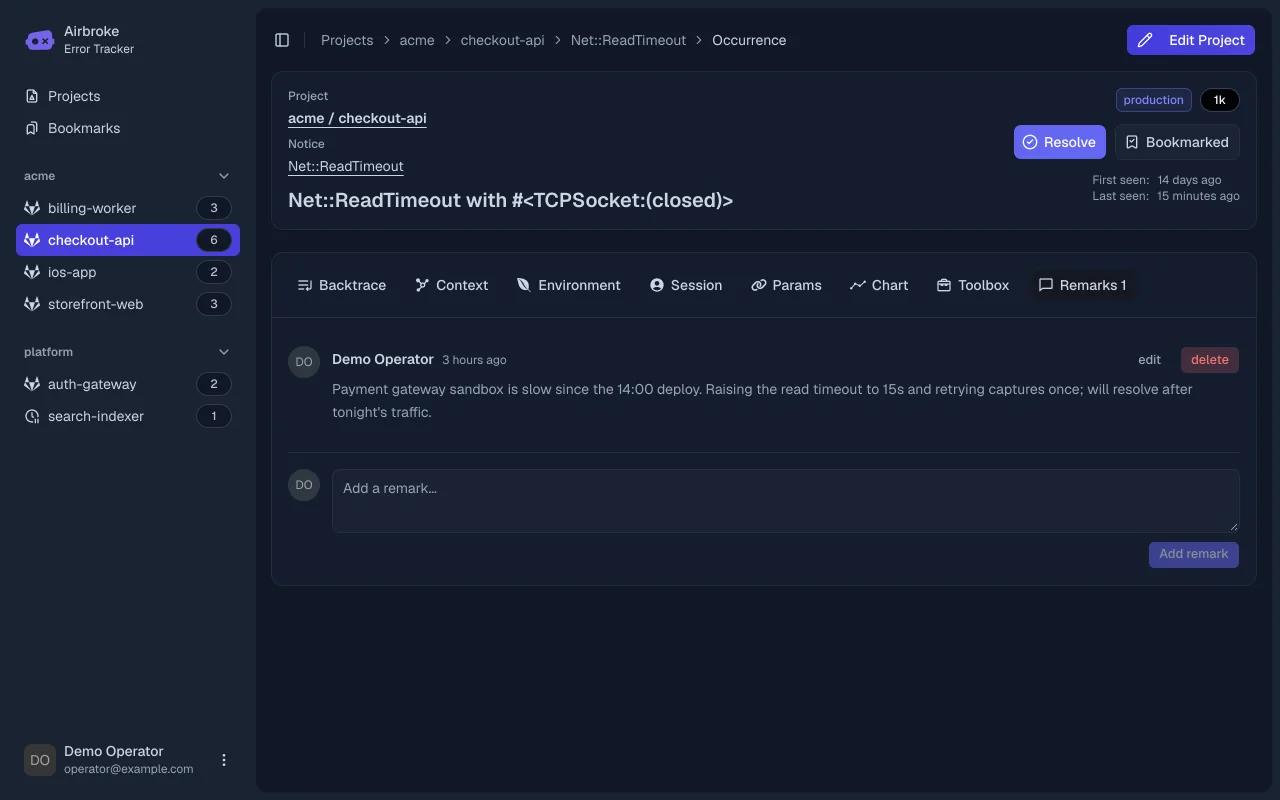 Airbroke
Error Tracker
Projects
Bookmarks
acme
billing-worker 3
checkout-api 6
ios-app 2
storefront-web 3
platform
auth-gateway 2
search-indexer 1
DO
Demo Operator
operator@example.com
Projects > acme > checkout-api > Net::ReadTimeout > Occurrence
Edit Project
Project
acme / checkout-api
Notice
Net::ReadTimeout
Net::ReadTimeout with #<TCPSocket:(closed)>
production 1k
Resolve Bookmarked
First seen: 14 days ago
Last seen: 15 minutes ago
Backtrace Context Environment Session Params Chart Toolbox Remarks 1
DO
Demo Operator 3 hours ago
edit delete
Payment gateway sandbox is slow since the 14:00 deploy. Raising the read timeout to 15s and retrying captures once; will resolve after
tonight's traffic.
DO
Add a remark...
Add remark